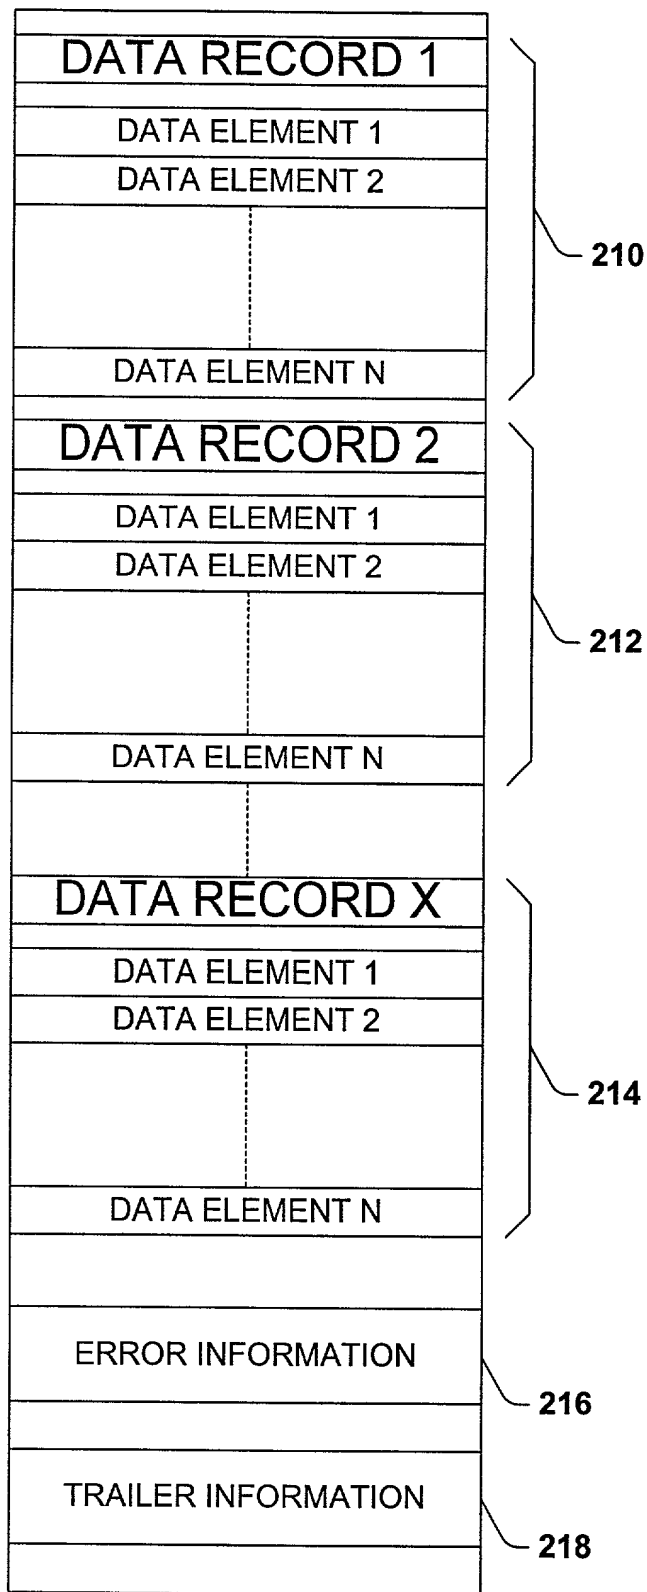 DATA RECORD 1
DATA ELEMENT 1
DATA ELEMENT 2
210
DATA ELEMENT N
DATA RECORD 2
DATA ELEMENT 1
DATA ELEMENT 2
212
DATA ELEMENT N
DATA RECORD X
DATA ELEMENT 1
DATA ELEMENT 2
214
DATA ELEMENT N
ERROR INFORMATION
216
TRAILER INFORMATION
218